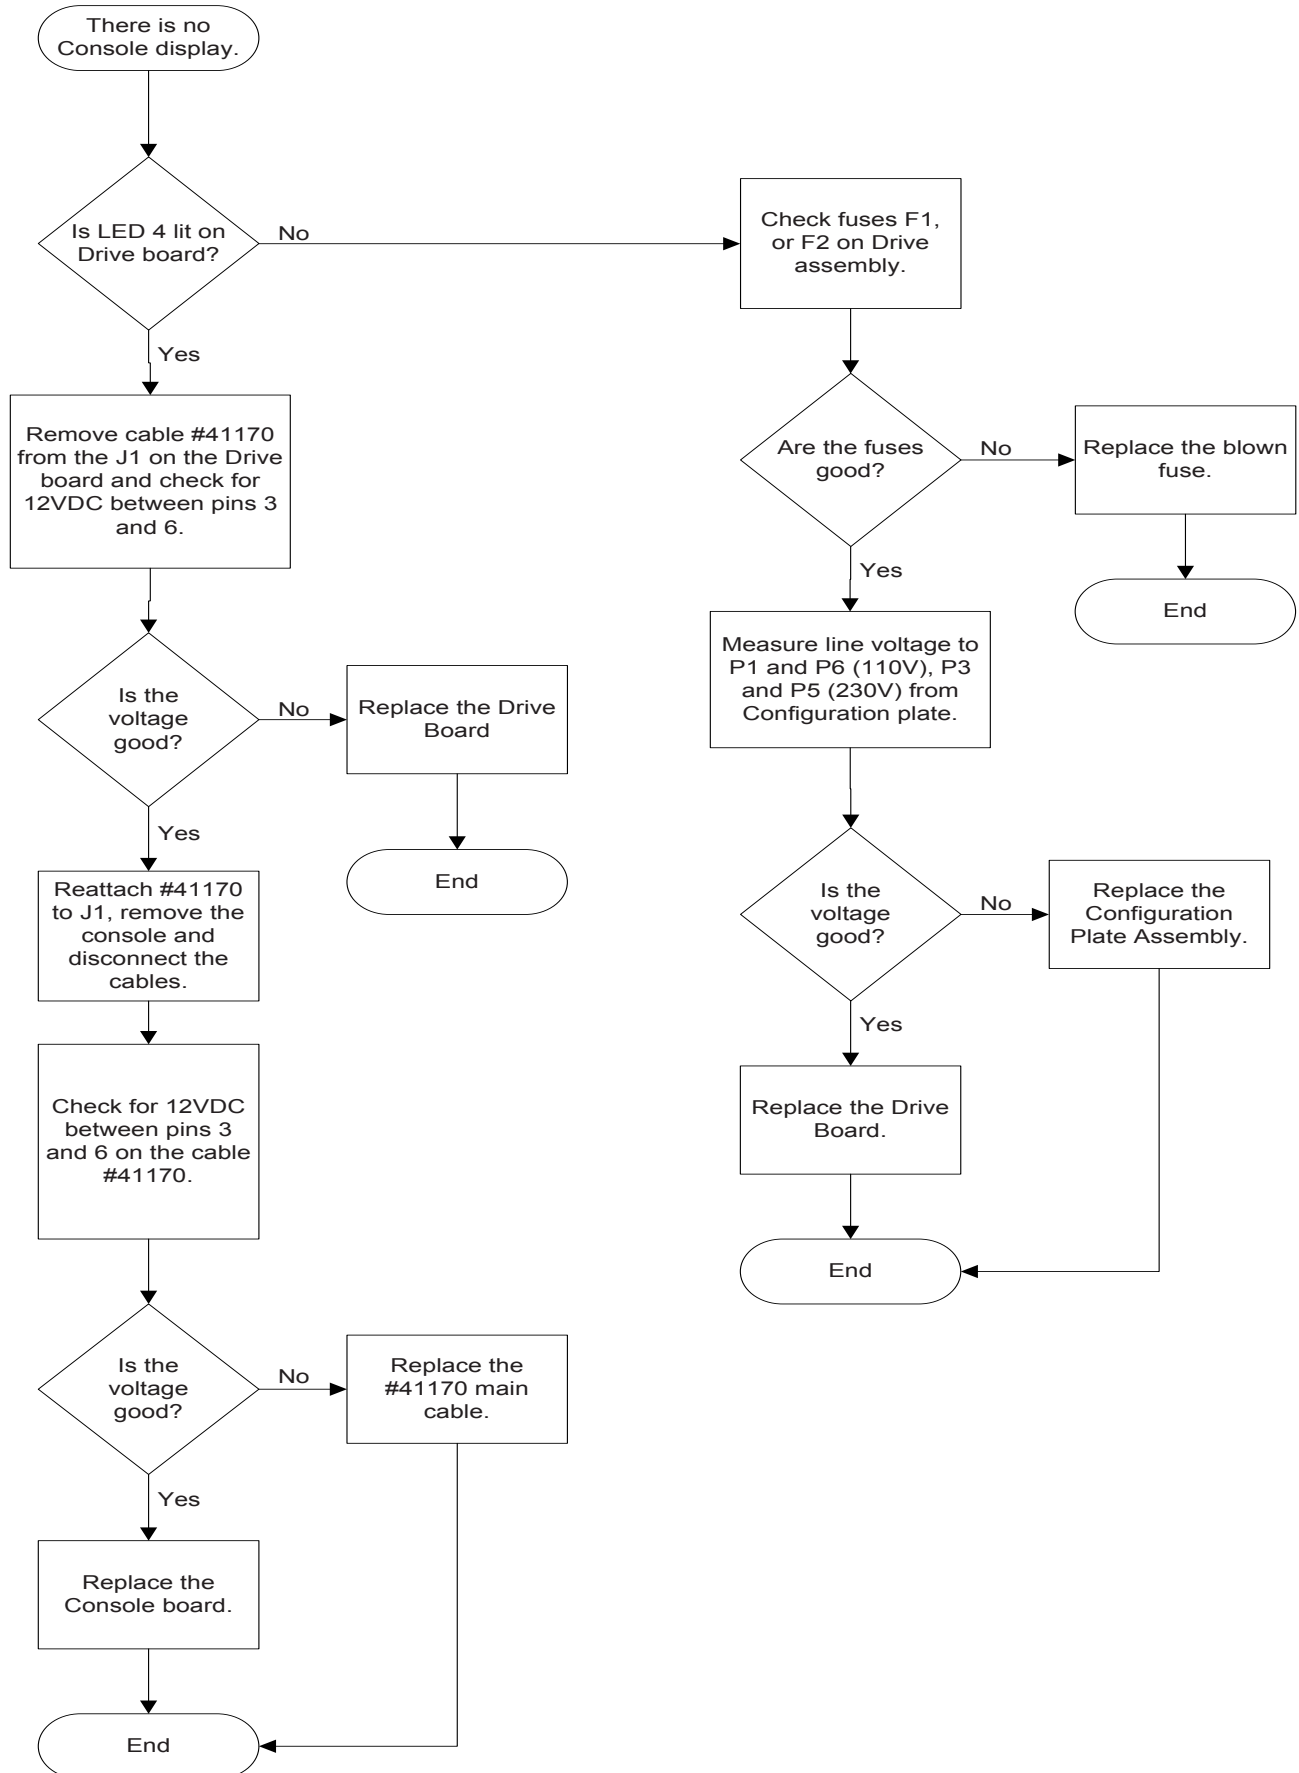 There is no
Console display.
Is LED 4 lit on
Drive board?
No
Yes
Remove cable #41170
from the J1 on the Drive
board and check for
12VDC between pins 3
and 6.
Is the
voltage
good?
No
Replace the Drive
Board
End
Yes
Reattach #41170
to J1, remove the
console and
disconnect the
cables.
Check for 12VDC
between pins 3
and 6 on the cable
#41170.
Is the
voltage
good?
No
Replace the
#41170 main
cable.
Yes
Replace the
Console board.
End
Check fuses F1,
or F2 on Drive
assembly.
Are the fuses
good?
No
Replace the blown
fuse.
End
Yes
Measure line voltage to
P1 and P6 (110V), P3
and P5 (230V) from
Configuration plate.
Is the
voltage
good?
No
Replace the
Configuration
Plate Assembly.
Yes
Replace the Drive
Board.
End